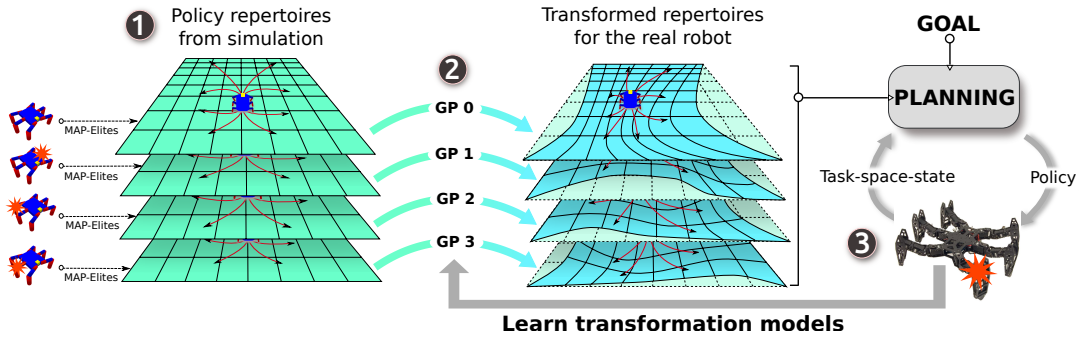 1
Policy repertoires
from simulation
MAP-Elites
MAP-Elites
MAP-Elites
MAP-Elites
2
GP 0
GP 1
GP 2
GP 3
Transformed repertoires
for the real robot
GOAL
PLANNING
Task-space-state
Policy
3
Learn transformation models